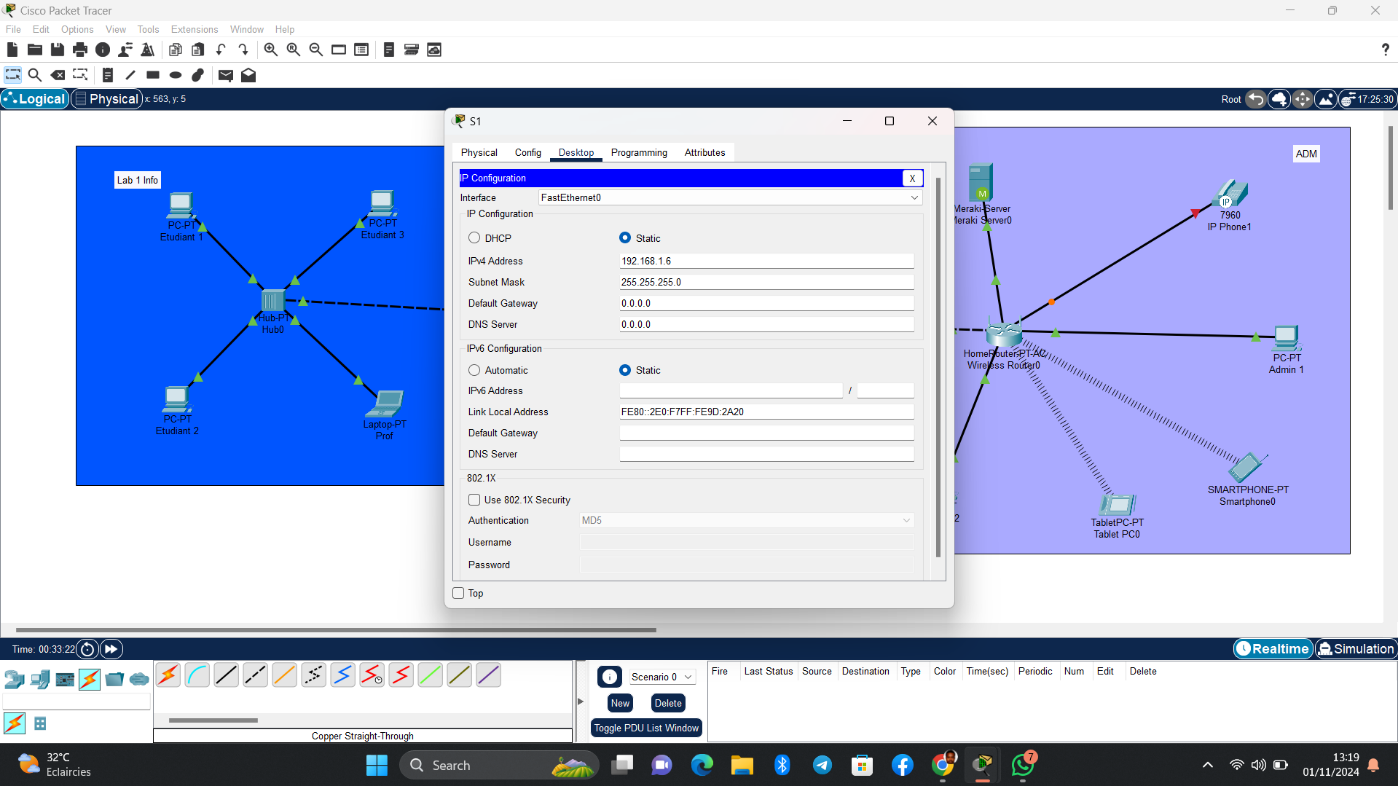 Cisco Packet Tracer
File Edit Options View Tools Extensions Window Help
?
Logical Physical x: 563, y: 5 Root 17:25:30
S1
Physical Config Desktop Programming Attributes
IP Configuration X
Interface FastEthernet0
IP Configuration
DHCP Static
IPv4 Address 192.168.1.6
Subnet Mask 255.255.255.0
Default Gateway 0.0.0.0
DNS Server 0.0.0.0
IPv6 Configuration
Automatic Static
IPv6 Address /
Link Local Address FE80::2E0:F7FF:FE9D:2A20
Default Gateway
DNS Server
802.1X
Use 802.1X Security
Authentication MD5
Username
Password
Top
Lab 1 Info
PC-PT
Etudiant 1
PC-PT
Etudiant 3
Hub-PT
Hub0
PC-PT
Etudiant 2
Laptop-PT
Prof
ADM
M
Meraki-Server
Meraki Server0
IP
7960
IP Phone1
HomeRouter-PT-AC
Wireless Router0
PC-PT
Admin 1
SMARTPHONE-PT
Smartphone0
TabletPC-PT
Tablet PC0
2
Time: 00:33:22 Realtime Simulation
Scenario 0
New Delete
Toggle PDU List Window
Fire Last Status Source Destination Type Color Time(sec) Periodic Num Edit Delete
Copper Straight-Through
32°C
Eclaircies
Search
7
13:19
01/11/2024